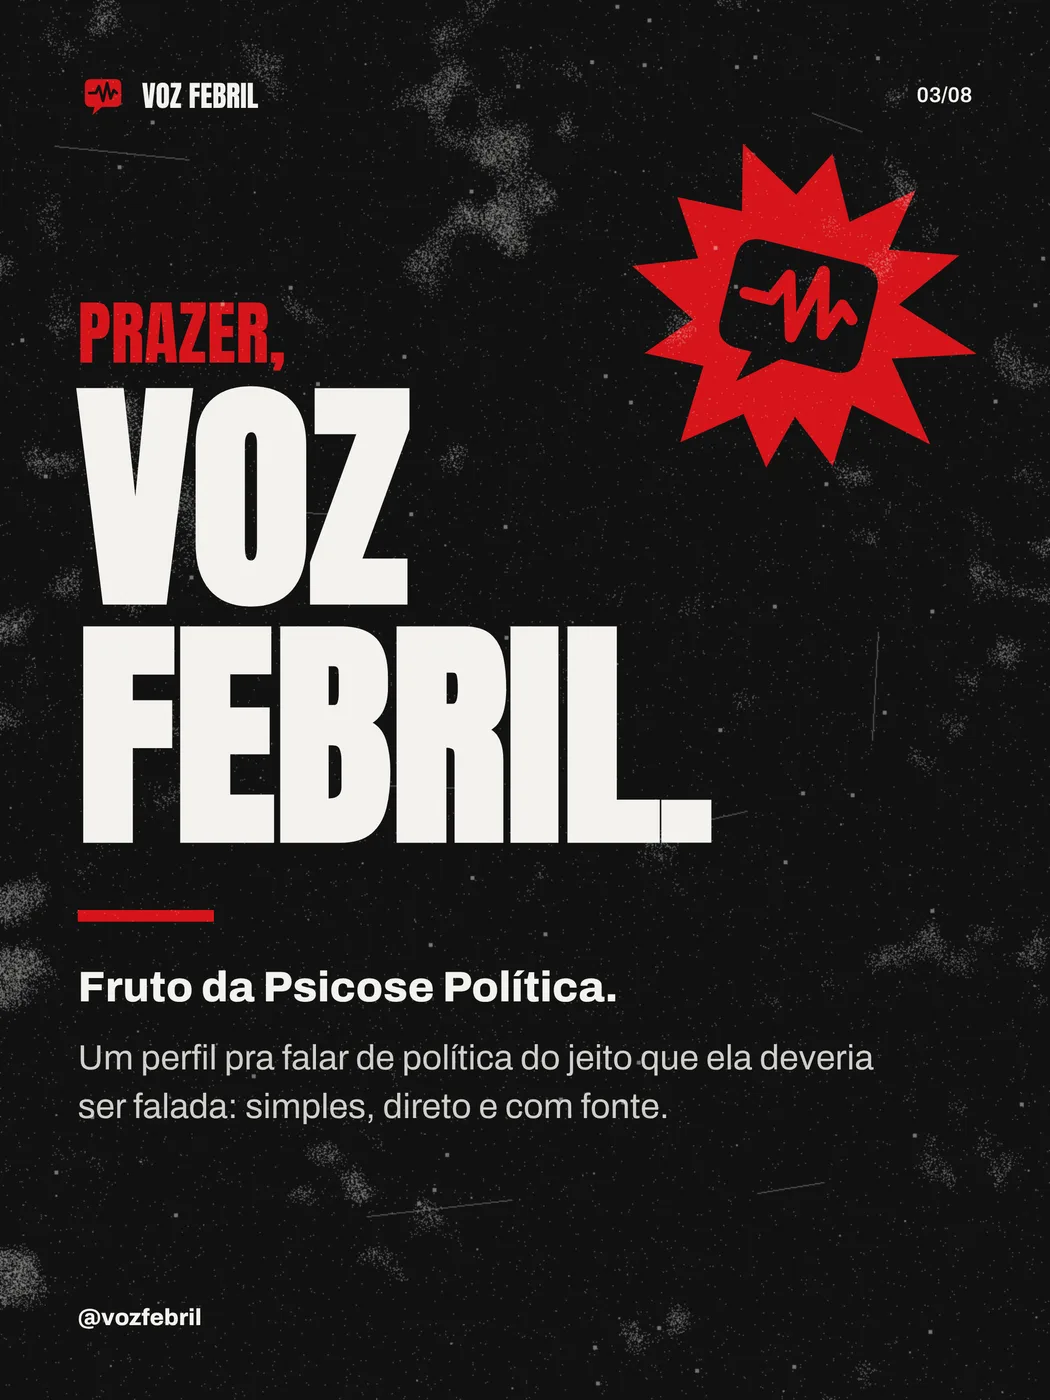 VOZ FEBRIL
03/08
PRAZER,
VOZ
FEBRIL.
Fruto da Psicose Política.
Um perfil pra falar de política do jeito que ela deveria
ser falada: simples, direto e com fonte.
@vozfebril